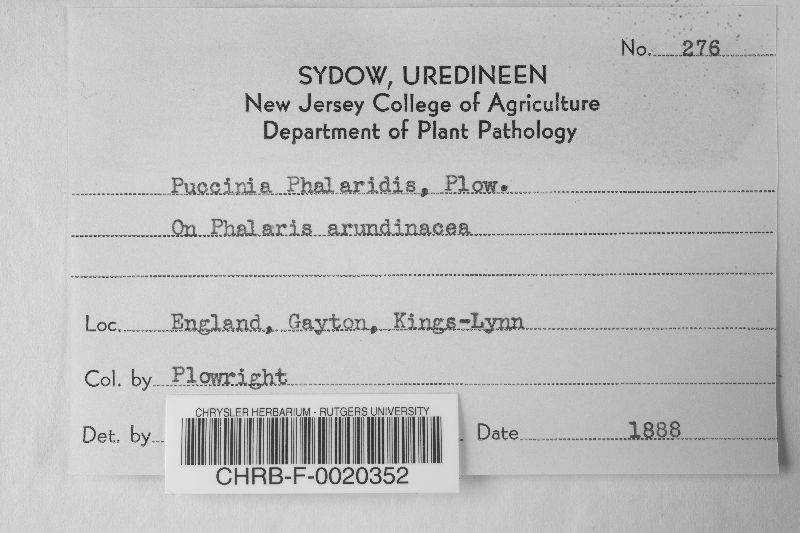 No. 276
SYDOW, UREDINEEN
New Jersey College of Agriculture
Department of Plant Pathology
Puccinia Phalaridis, Plow.
On Phalaris arundinacea
Loc. England, Gayton, Kings-Lynn
Col. by Plowright
Det. by Date 1888
CHRYSLER HERBARIUM - RUTGERS UNIVERSITY
CHRB-F-0020352